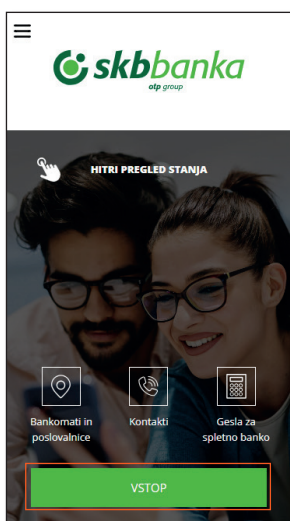 skbbanka
otp group
HITRI PREGLED STANJA
Bankomati in
poslovalnice
Kontakti
Gesla za
spletno banko
VSTOP